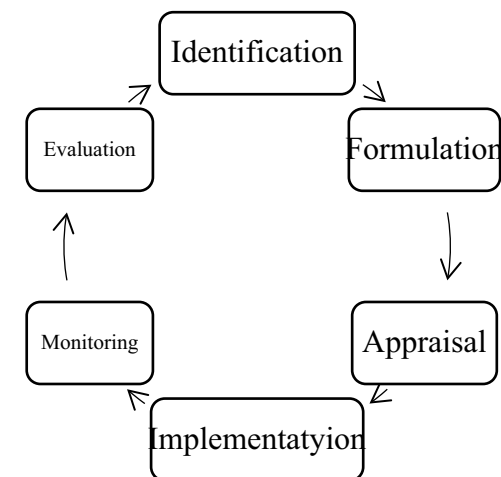 Identification
Formulation
Appraisal
Implementatyion
Monitoring
Evaluation